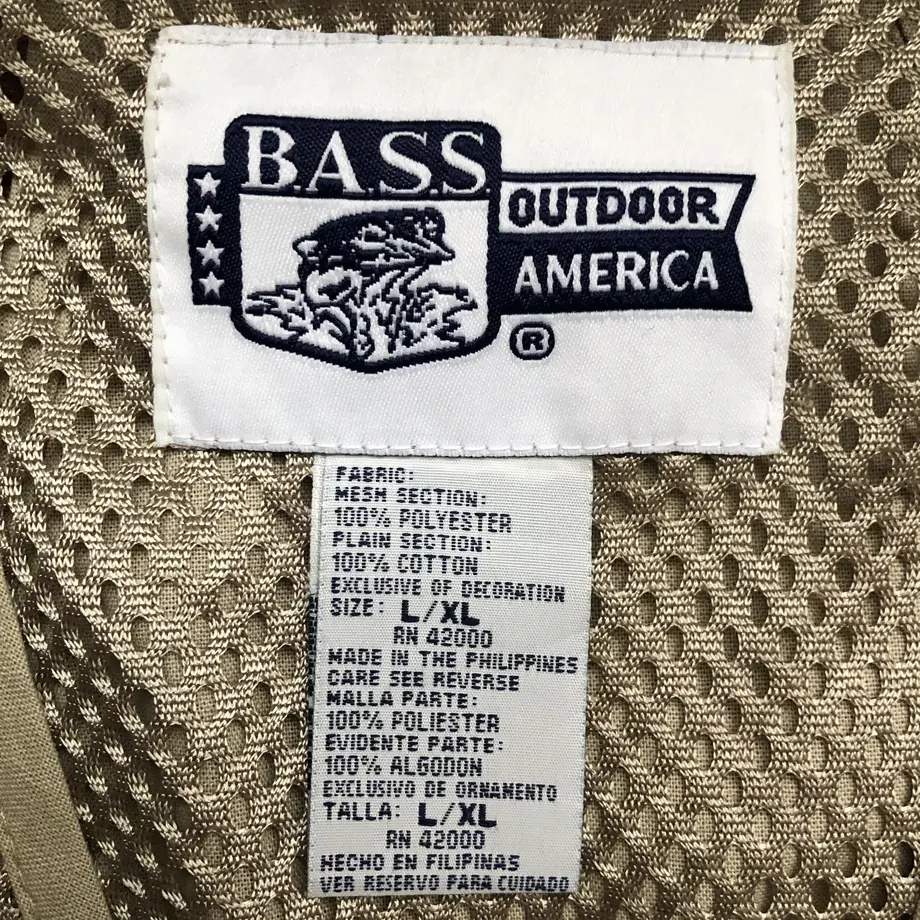 B.A.S.S
OUTDOOR
AMERICA
®
FABRIC:
MESH SECTION:
100% POLYESTER
PLAIN SECTION:
100% COTTON
EXCLUSIVE OF DECORATION
SIZE: L/XL
RN 42000
MADE IN THE PHILIPPINES
CARE SEE REVERSE
MALLA PARTE:
100% POLIESTER
EVIDENTE PARTE:
100% ALGODON
EXCLUSIVO DE ORNAMENTO
TALLA: L/XL
RN 42000
HECHO EN FILIPINAS
VER RESERVO PARA CUIDADO